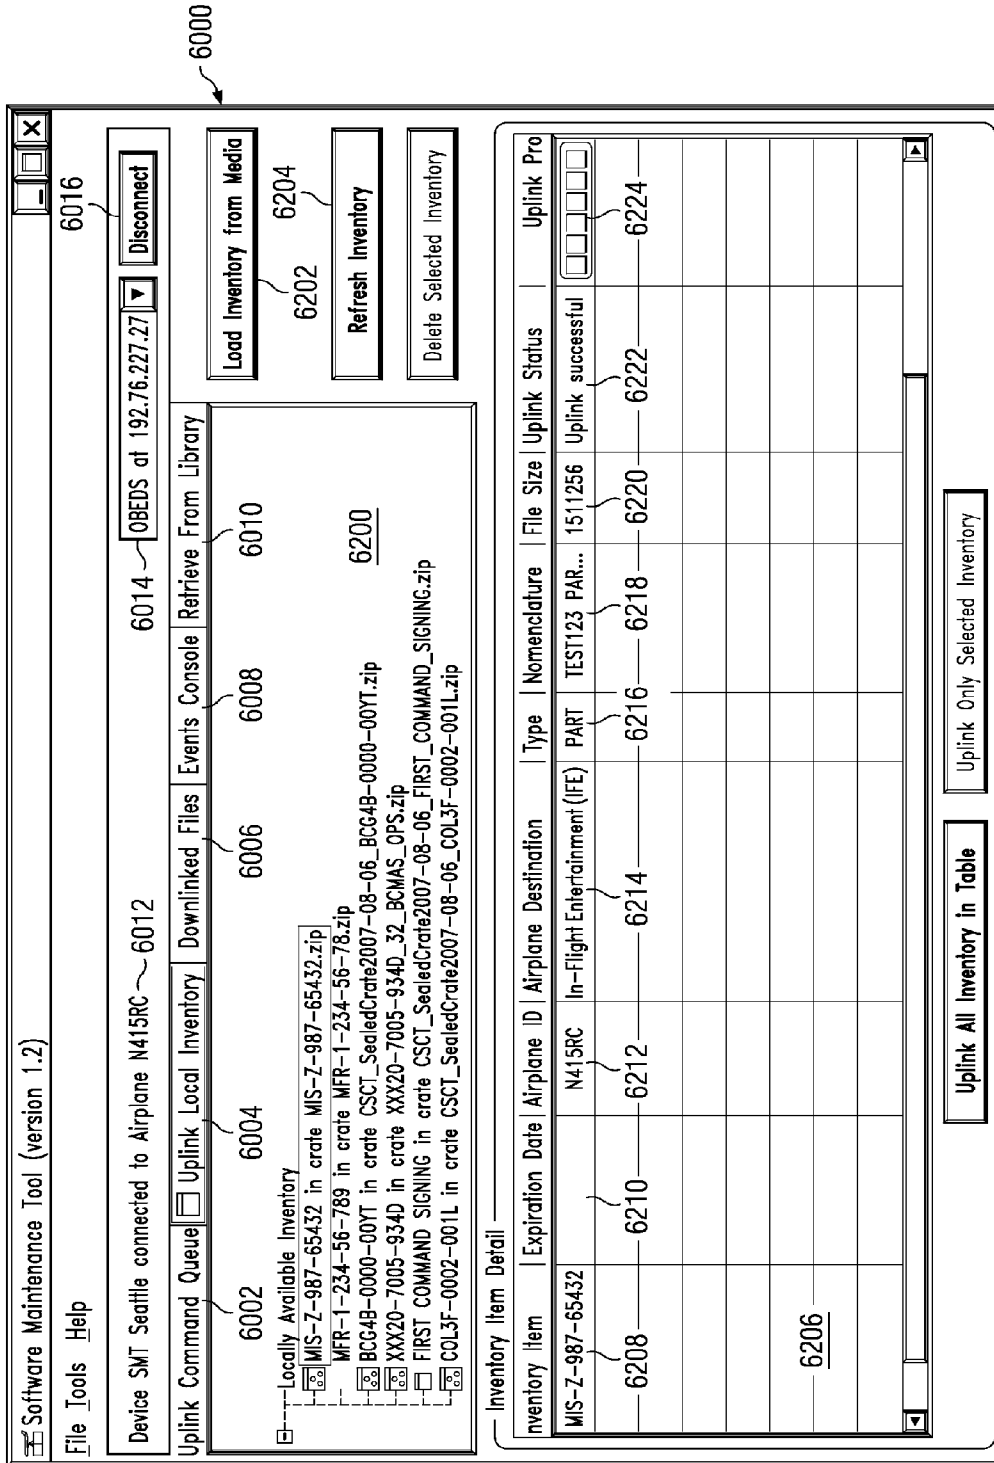 6000
Software Maintenance Tool (version 1.2)
File Tools Help
6016
Device SMT Seattle connected to Airplane N415RC 6012
6014 OBEDS at 192.76.227.27 Disconnect
Uplink Command Queue Uplink Local Inventory Downlinked Files Events Console Retrieve From Library
6002 6004 6006 6008 6010
Load Inventory from Media
6202 6204
Refresh Inventory
Delete Selected Inventory
Locally Available Inventory
MIS-Z-987-65432 in crate MIS-Z-987-65432.zip
MFR-1-234-56-789 in crate MFR-1-234-56-78.zip
BCG4B-0000-00YT in crate CSCT_SealedCrate2007-08-06_BCG4B-0000-00YT.zip
XXX20-7005-934D in crate XXX20-7005-934D_32_BCMAS_OPS.zip
FIRST COMMAND SIGNING in crate CSCT_SealedCrate2007-08-06_FIRST_COMMAND_SIGNING.zip
COL3F-0002-001L in crate CSCT_SealedCrate2007-08-06_COL3F-0002-001L.zip
6200
Inventory Item Detail
nventory Item Expiration Date Airplane ID Airplane Destination Type Nomenclature File Size Uplink Status Uplink Pro
MIS-Z-987-65432 N415RC In-Flight Entertainment (IFE) PART TEST123 PAR... 1511256 Uplink successful
6208 6210 6212 6214 6216 6218 6220 6222 6224
6206
Uplink All Inventory in Table Uplink Only Selected Inventory